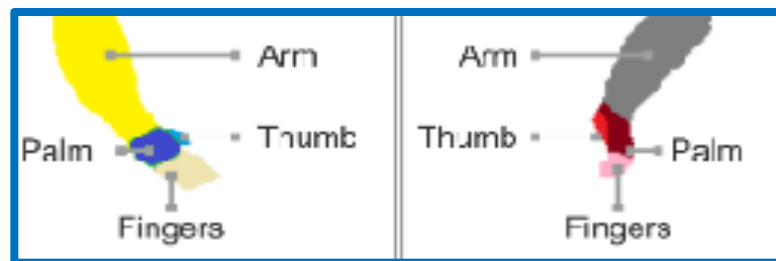 Arm
Thumb
Palm
Fingers
Arm
Thumb
Palm
Fingers